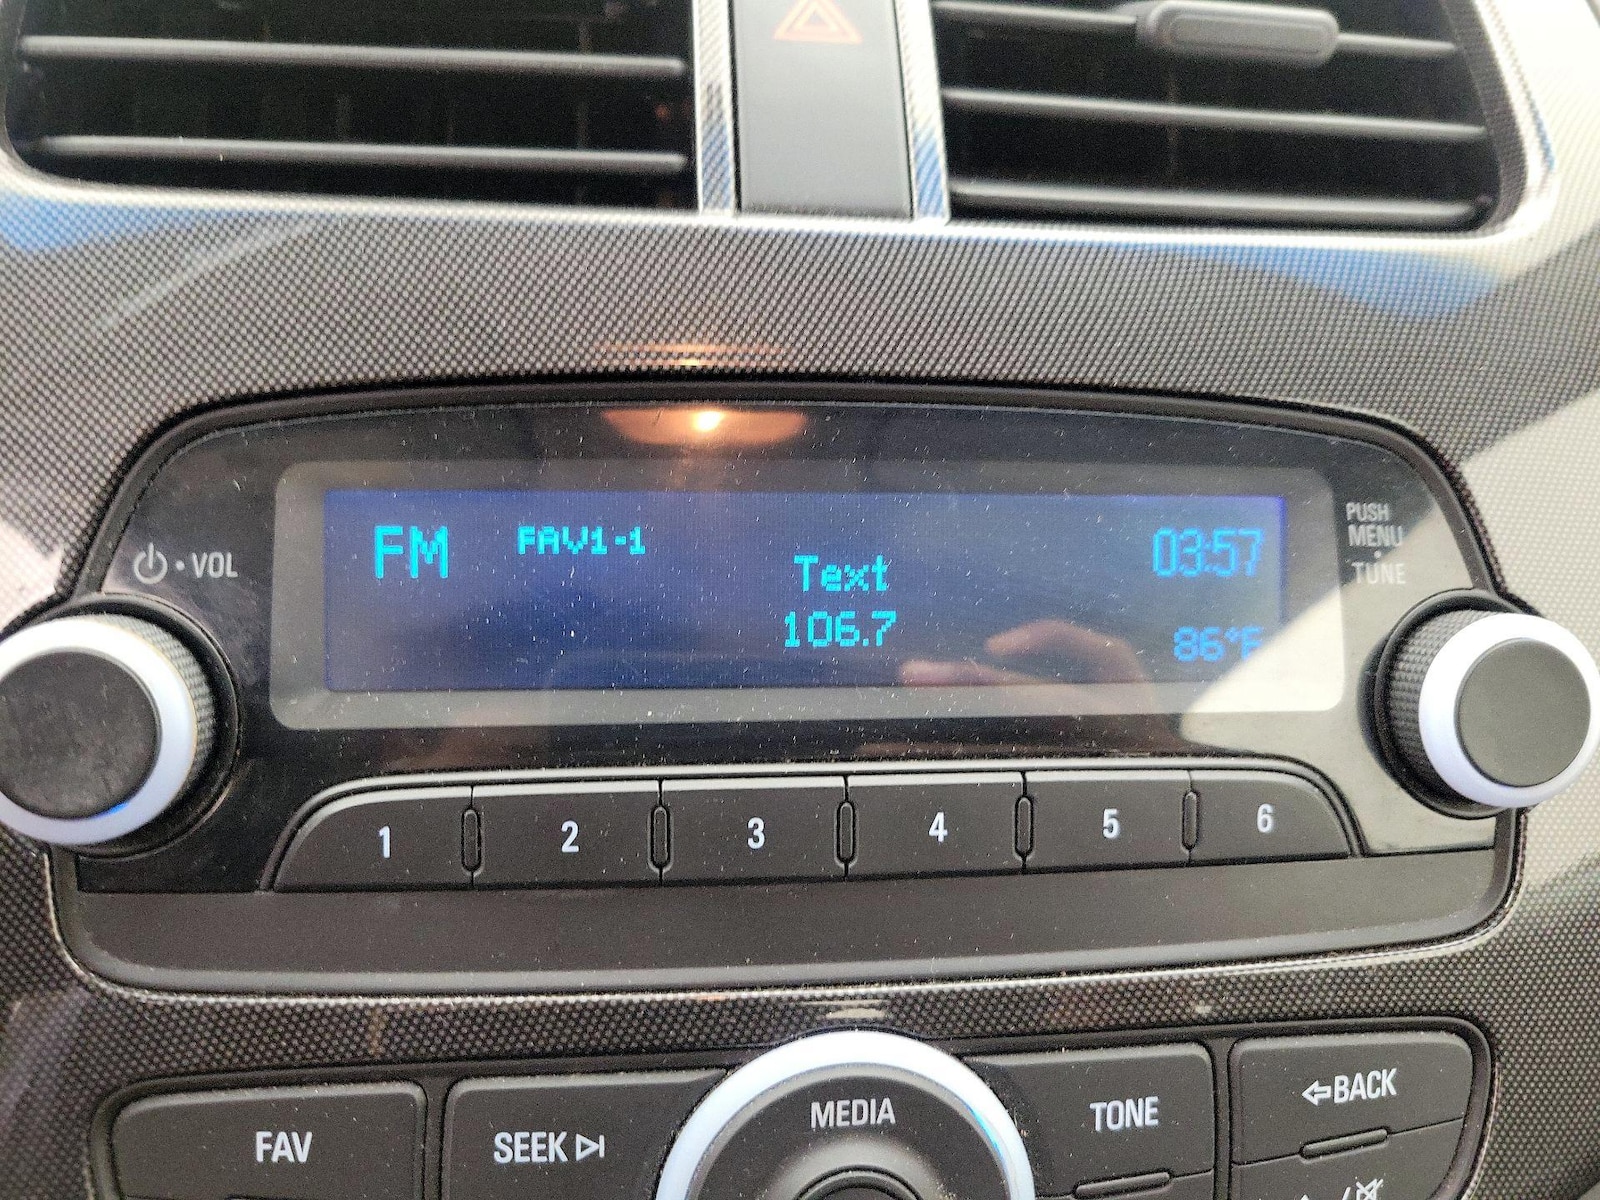 FM FAV1-1
Text
106.7
03:57
86°F
VOL
PUSH
MENU
TUNE
1 2 3 4 5 6
FAV SEEK MEDIA TONE BACK